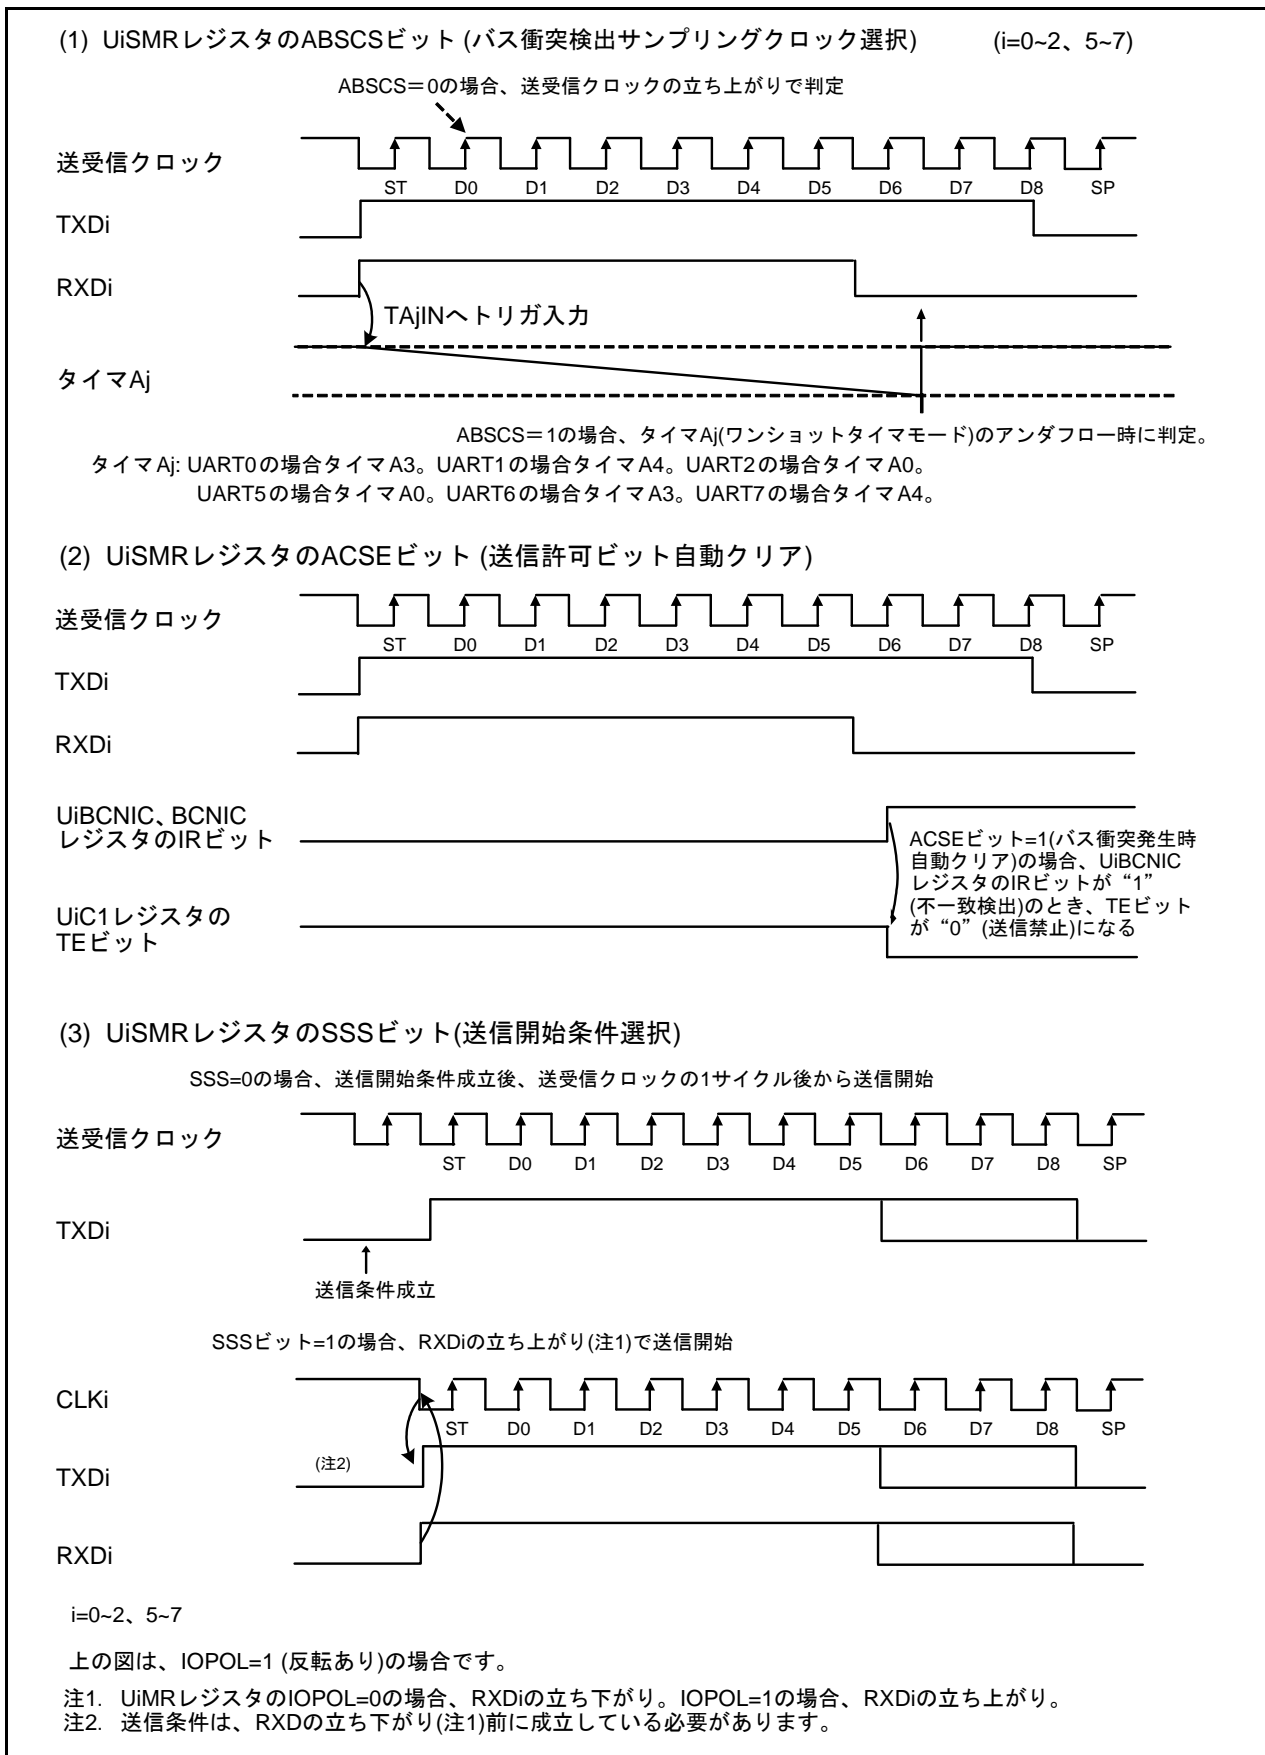 (1) UiSMRレジスタのABSCSビット (バス衝突検出サンプリングクロック選択) (i=0~2、5~7)
ABSCS＝0の場合、送受信クロックの立ち上がりで判定
送受信クロック
ST D0 D1 D2 D3 D4 D5 D6 D7 D8 SP
TXDi
RXDi
TAjINへトリガ入力
タイマAj
ABSCS＝1の場合、タイマAj(ワンショットタイマモード)のアンダフロー時に判定。
タイマAj: UART0の場合タイマA3。UART1の場合タイマA4。UART2の場合タイマA0。
UART5の場合タイマA0。UART6の場合タイマA3。UART7の場合タイマA4。
(2) UiSMRレジスタのACSEビット (送信許可ビット自動クリア)
送受信クロック
ST D0 D1 D2 D3 D4 D5 D6 D7 D8 SP
TXDi
RXDi
UiBCNIC、BCNIC
レジスタのIRビット
ACSEビット=1(バス衝突発生時
自動クリア)の場合、UiBCNIC
レジスタのIRビットが“1”
(不一致検出)のとき、TEビット
が“0”(送信禁止)になる
UiC1レジスタの
TEビット
(3) UiSMRレジスタのSSSビット(送信開始条件選択)
SSS=0の場合、送信開始条件成立後、送受信クロックの1サイクル後から送信開始
送受信クロック
ST D0 D1 D2 D3 D4 D5 D6 D7 D8 SP
TXDi
送信条件成立
SSSビット=1の場合、RXDiの立ち上がり(注1)で送信開始
CLKi
ST D0 D1 D2 D3 D4 D5 D6 D7 D8 SP
(注2)
TXDi
RXDi
i=0~2、5~7
上の図は、IOPOL=1 (反転あり)の場合です。
注1. UiMRレジスタのIOPOL=0の場合、RXDiの立ち下がり。IOPOL=1の場合、RXDiの立ち上がり。
注2. 送信条件は、RXDの立ち下がり(注1)前に成立している必要があります。